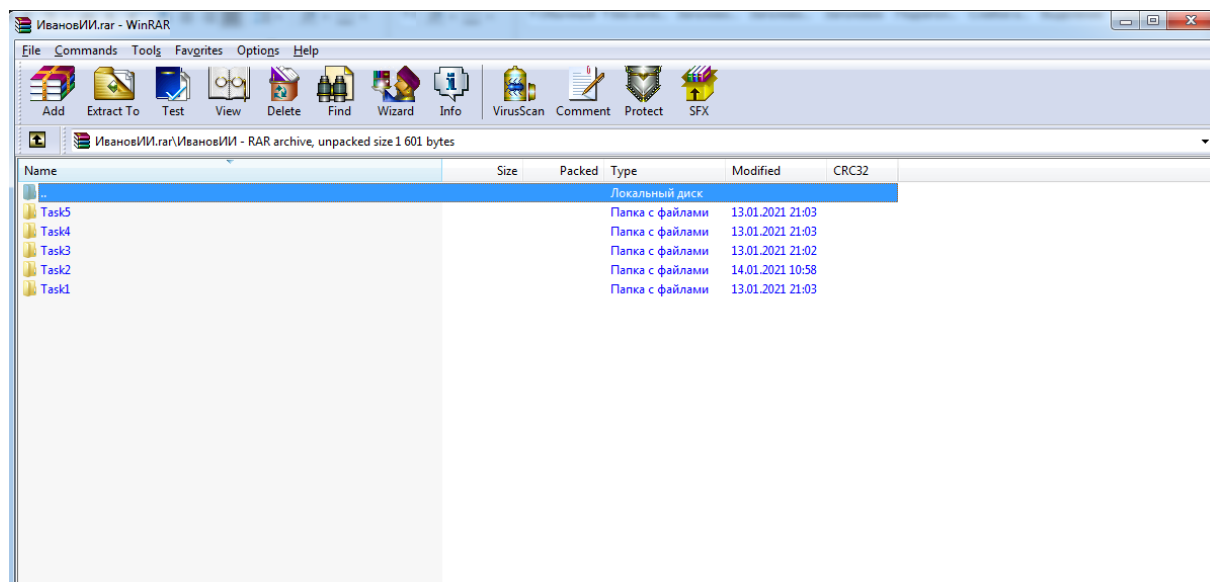 ИвановИИ.rar - WinRAR
File Commands Tools Favorites Options Help
Add Extract To Test View Delete Find Wizard Info VirusScan Comment Protect SFX
ИвановИИ.rar\ИвановИИ - RAR archive, unpacked size 1 601 bytes
Name Size Packed Type Modified CRC32
.. Локальный диск
Task5 Папка с файлами 13.01.2021 21:03
Task4 Папка с файлами 13.01.2021 21:03
Task3 Папка с файлами 13.01.2021 21:02
Task2 Папка с файлами 14.01.2021 10:58
Task1 Папка с файлами 13.01.2021 21:03